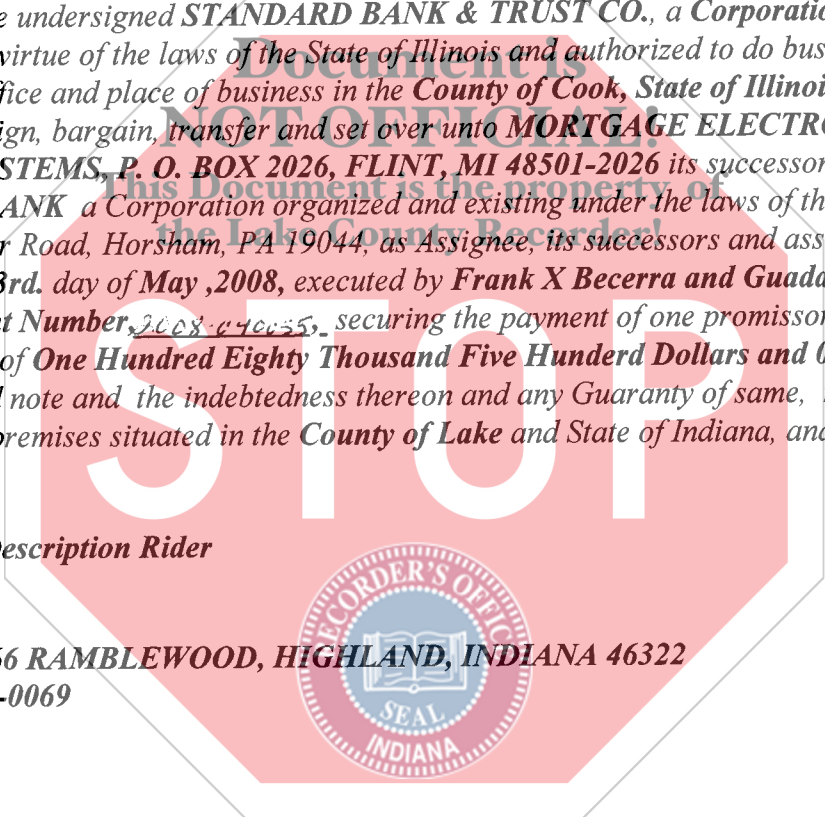 e undersigned STANDARD BANK & TRUST CO., a Corporatio
virtue of the laws of the State of Illinois and authorized to do bus
Document is
fice and place of business in the County of Cook, State of Illinoi
NOT OFFICIAL!
ign, bargain, transfer and set over unto MORTGAGE ELECTRO
STEMS, P. O. BOX 2026, FLINT, MI 48501-2026 its successor
This Document is the property of
ANK a Corporation organized and existing under the laws of th
the Lake County Recorder!
r Road, Horsham, PA 19044, as Assignee, its successors and ass
3rd. day of May ,2008, executed by Frank X Becerra and Guada
t Number, securing the payment of one promissor
of One Hundred Eighty Thousand Five Hunderd Dollars and 0
l note and the indebtedness thereon and any Guaranty of same,
premises situated in the County of Lake and State of Indiana, and
STOP
escription Rider
RECORDER'S OFFICE
66 RAMBLEWOOD, HIGHLAND, INDIANA 46322
-0069
SEAL
INDIANA